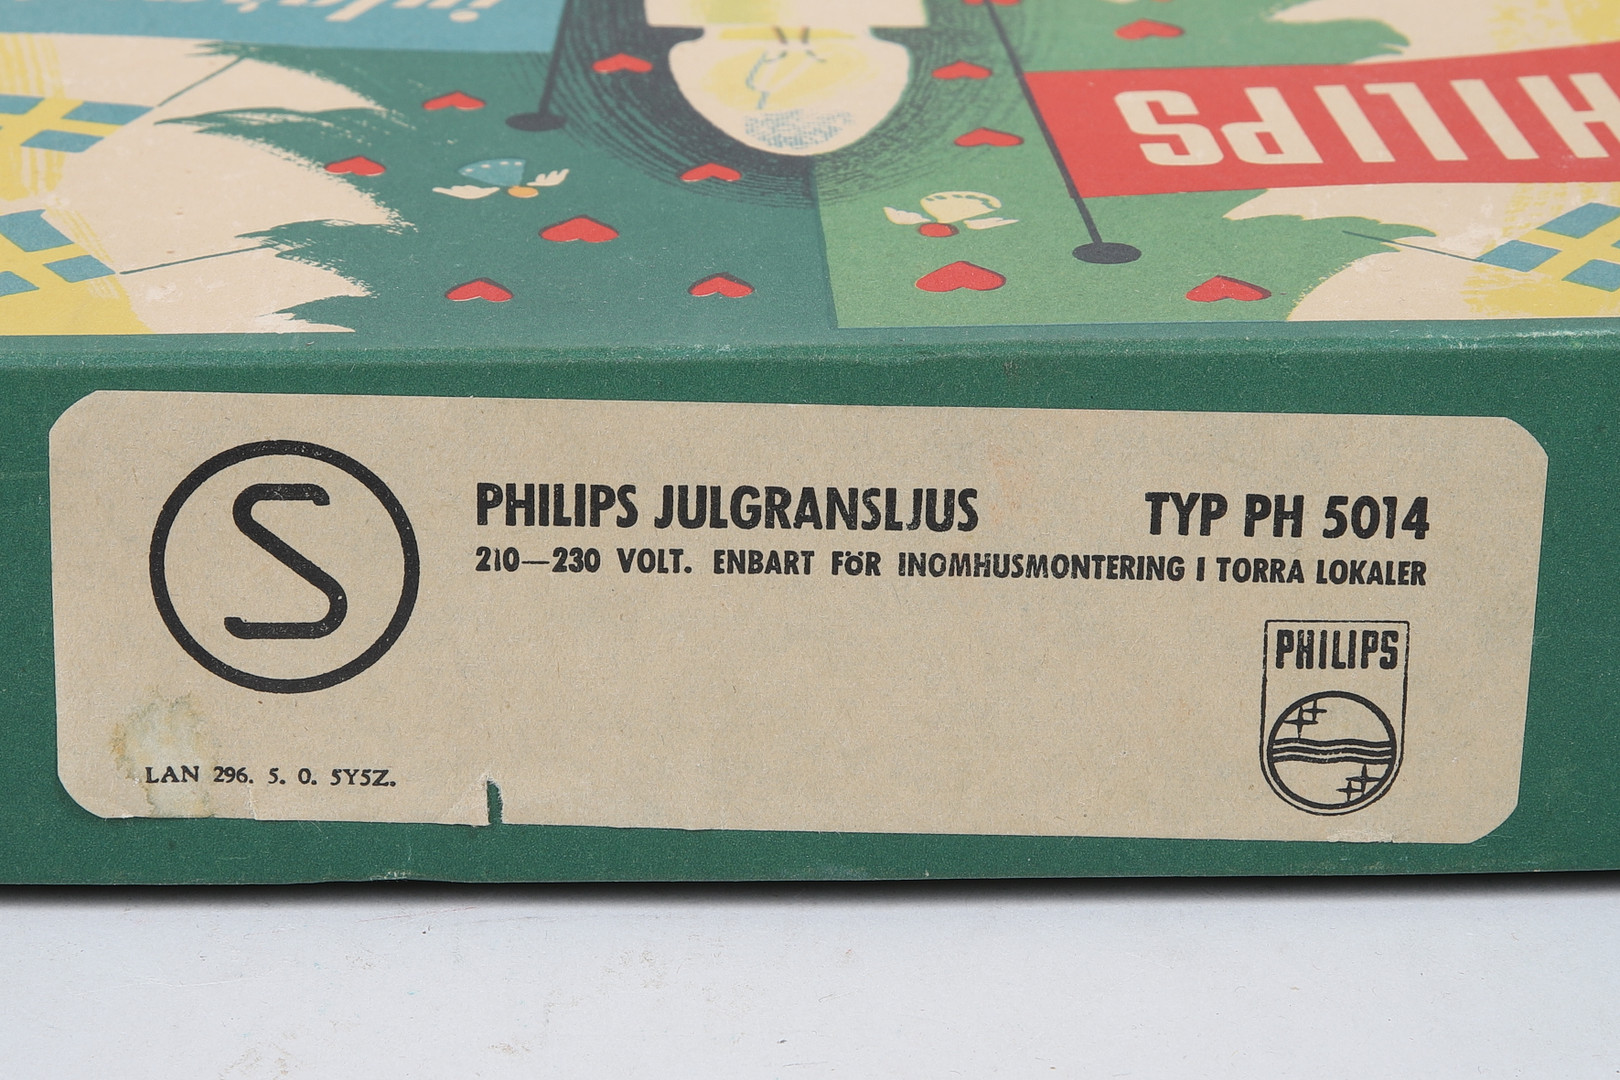 PHILIPS
S
PHILIPS JULGRANSLJUS TYP PH 5014
210—230 VOLT. ENBART FÖR INOMHUSMONTERING I TORRA LOKALER
PHILIPS
LAN 296. 5. O. 5Y5Z.